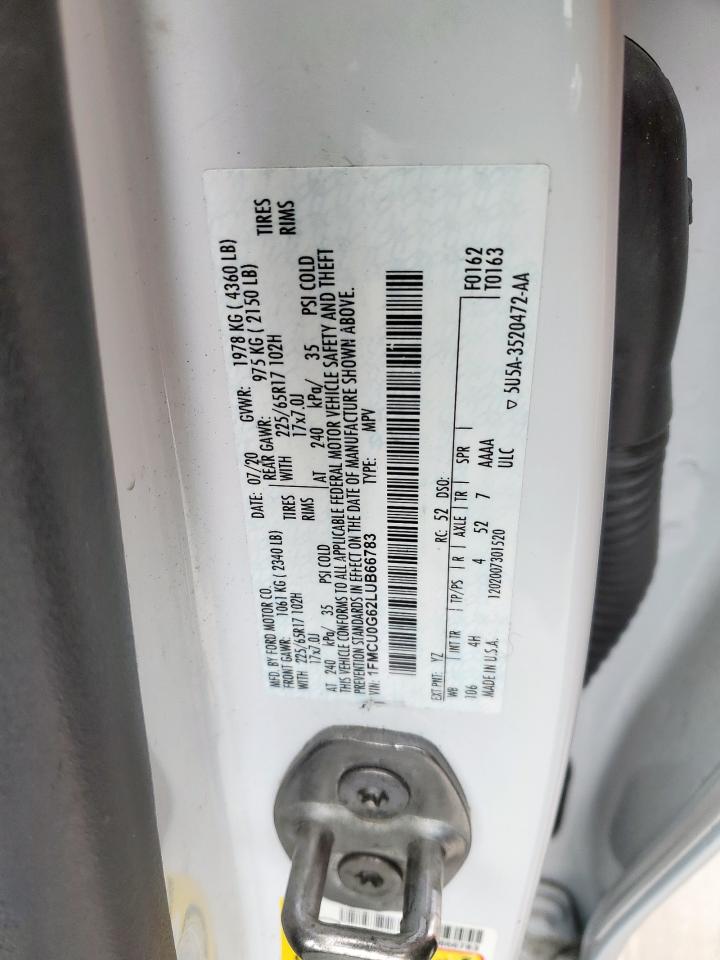 MFD. BY FORD MOTOR CO. DATE: 07/20 GVWR: 1978 KG ( 4360 LB)
FRONT GAWR: 1061 KG ( 2340 LB) REAR GAWR: 975 KG ( 2150 LB)
WITH 225/65R17 102H TIRES WITH 225/65R17 102H TIRES
17x7.0J RIMS 17x7.0J RIMS
AT 240 kPa/ 35 PSI COLD AT 240 kPa/ 35 PSI COLD
THIS VEHICLE CONFORMS TO ALL APPLICABLE FEDERAL MOTOR VEHICLE SAFETY AND THEFT
PREVENTION STANDARDS IN EFFECT ON THE DATE OF MANUFACTURE SHOWN ABOVE.
VIN: 1FMCU0G62LUB66783 TYPE: MPV
EXT PNT: YZ RC: 52 DSO: F0162
WB INT TR TP/PS R AXLE TR SPR T0163
106 4H 4 52 7 AAAA
MADE IN U.S.A. 1202007301520 ULC
▽ 5U5A-3520472-AA